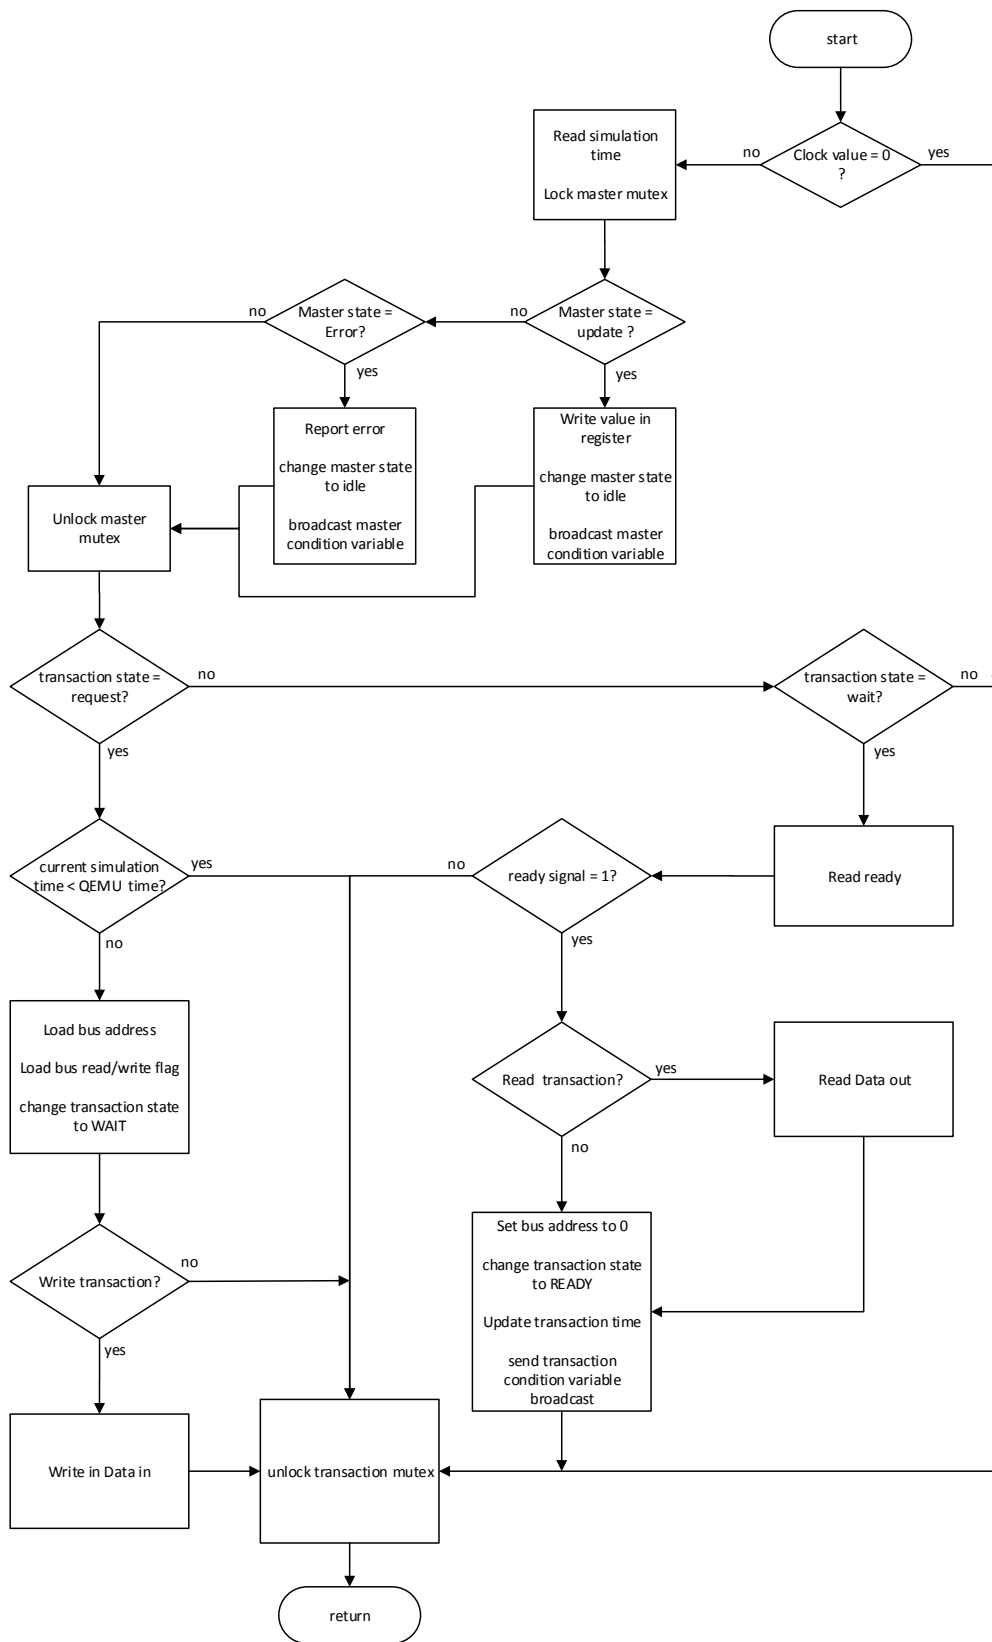 start
Clock value = 0
?
no
yes
Read simulation
time
Lock master mutex
Master state =
update ?
no
yes
Master state =
Error?
no
yes
Report error
change master state
to idle
broadcast master
condition variable
Write value in
register
change master state
to idle
broadcast master
condition variable
Unlock master
mutex
transaction state =
request?
no
yes
transaction state =
wait?
no
yes
current simulation
time < QEMU time?
yes
no
ready signal = 1?
no
yes
Read ready
Load bus address
Load bus read/write flag
change transaction state
to WAIT
Read transaction?
yes
no
Read Data out
Write transaction?
no
yes
Set bus address to 0
change transaction state
to READY
Update transaction time
send transaction
condition variable
broadcast
Write in Data in
unlock transaction mutex
return